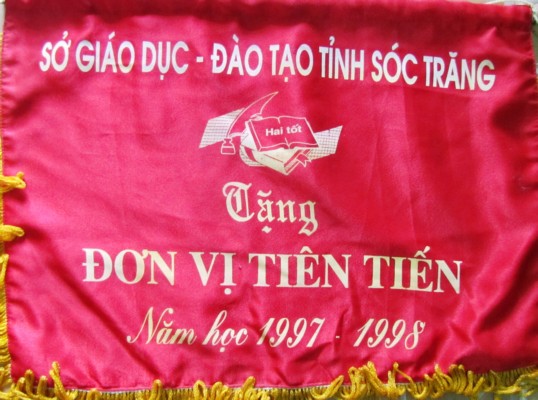 SỞ GIÁO DỤC - ĐÀO TẠO TỈNH SÓC TRĂNG
Hai tốt
Tặng
ĐƠN VỊ TIÊN TIẾN
Năm học 1997 - 1998